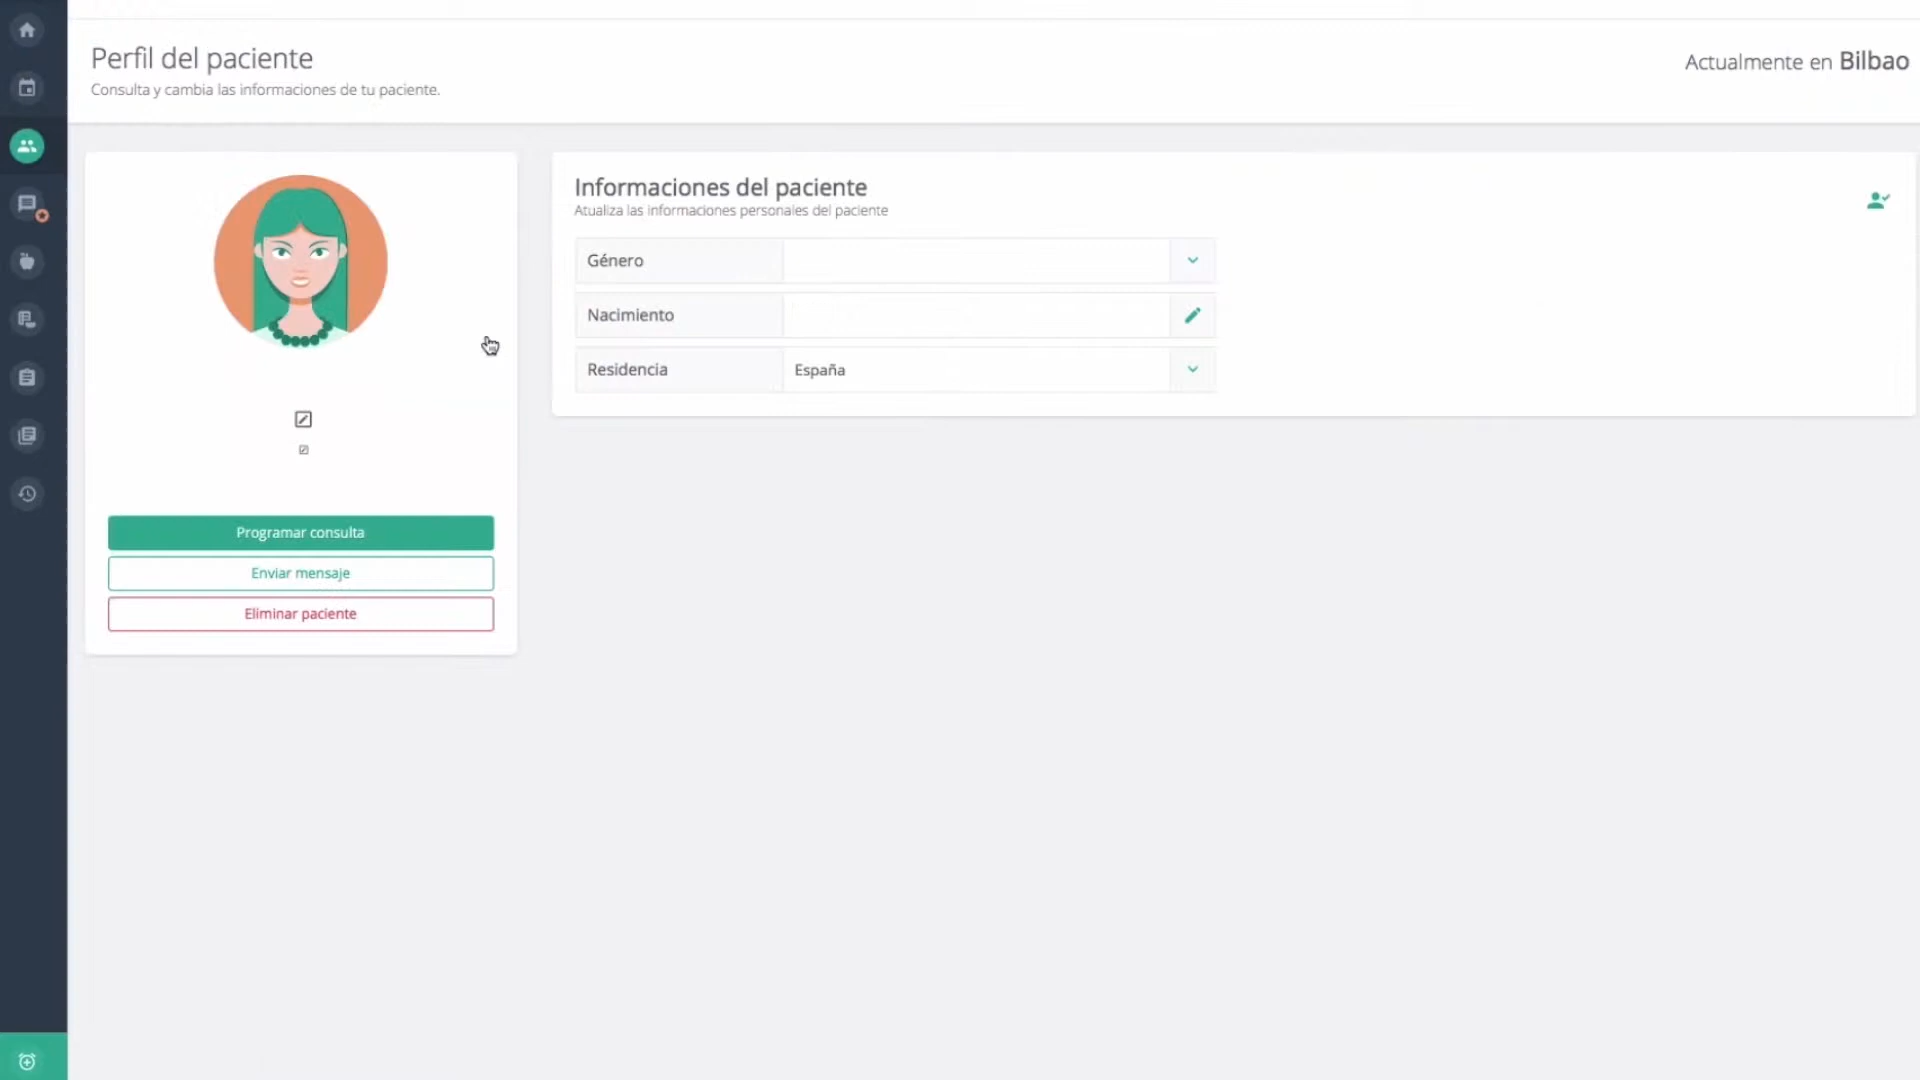 Perfil del paciente
Consulta y cambia las informaciones de tu paciente.
Actualmente en Bilbao
Informaciones del paciente
Atualiza las informaciones personales del paciente
Género
Nacimiento
Residencia España
Programar consulta
Enviar mensaje
Eliminar paciente